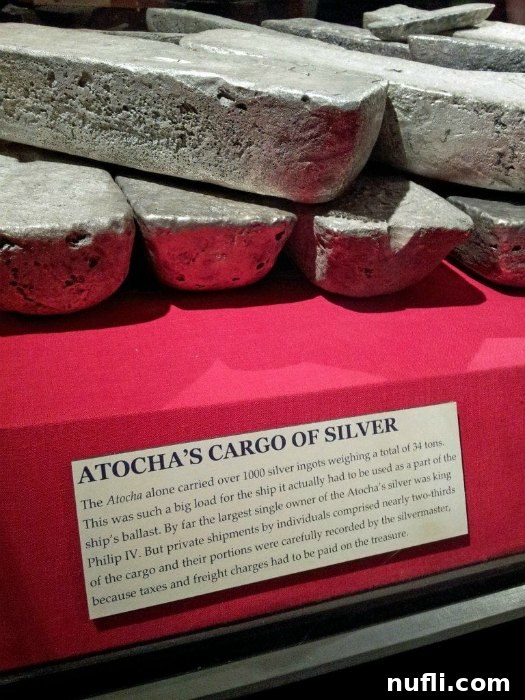 ATOCHA'S CARGO OF SILVER
The Atocha alone carried over 1000 silver ingots weighing a total of 34 tons.
This was such a big load for the ship it actually had to be used as a part of the
ship's ballast. By far the largest single owner of the Atocha's silver was king
Philip IV. But private shipments by individuals comprised nearly two-thirds
of the cargo and their portions were carefully recorded by the silvermaster,
because taxes and freight charges had to be paid on the treasure.
nufli.com